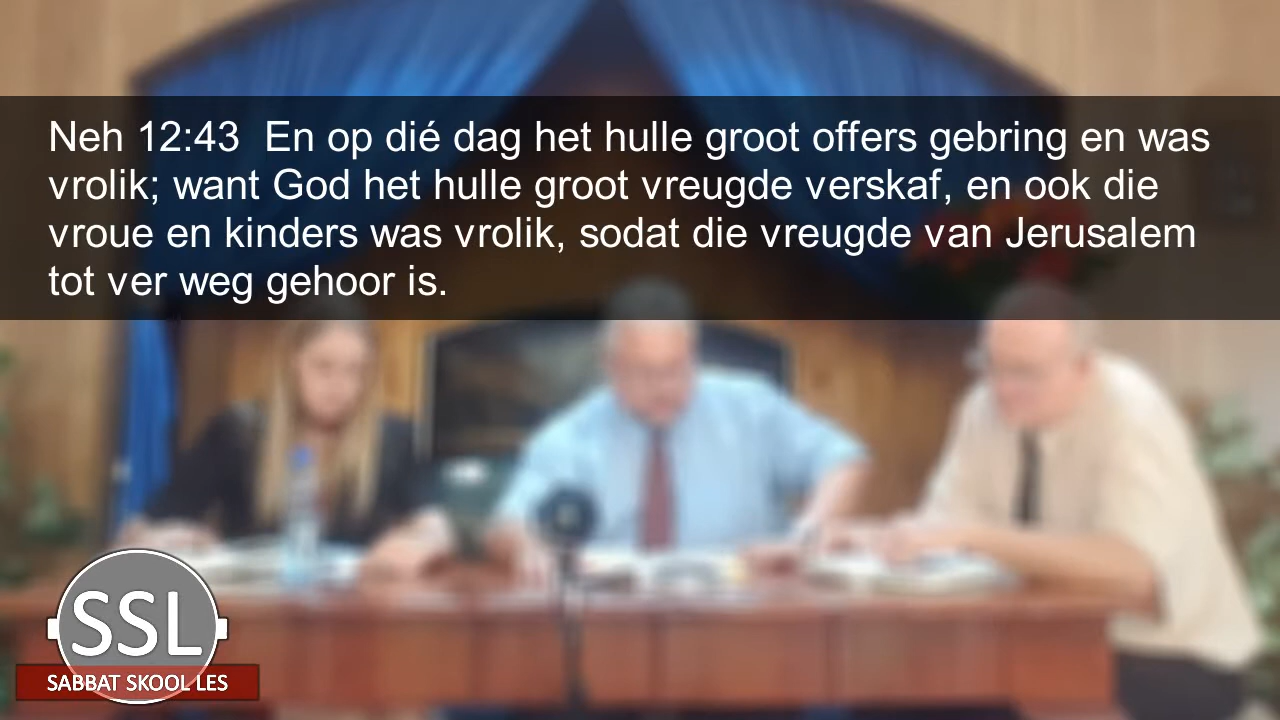 Neh 12:43  En op dié dag het hulle groot offers gebring en was
vrolik; want God het hulle groot vreugde verskaf, en ook die
vroue en kinders was vrolik, sodat die vreugde van Jerusalem
tot ver weg gehoor is.
SSL
SABBAT SKOOL LES